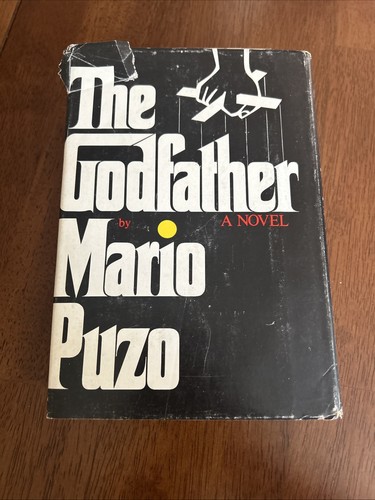 The
Godfather
by A NOVEL
Mario
Puzo